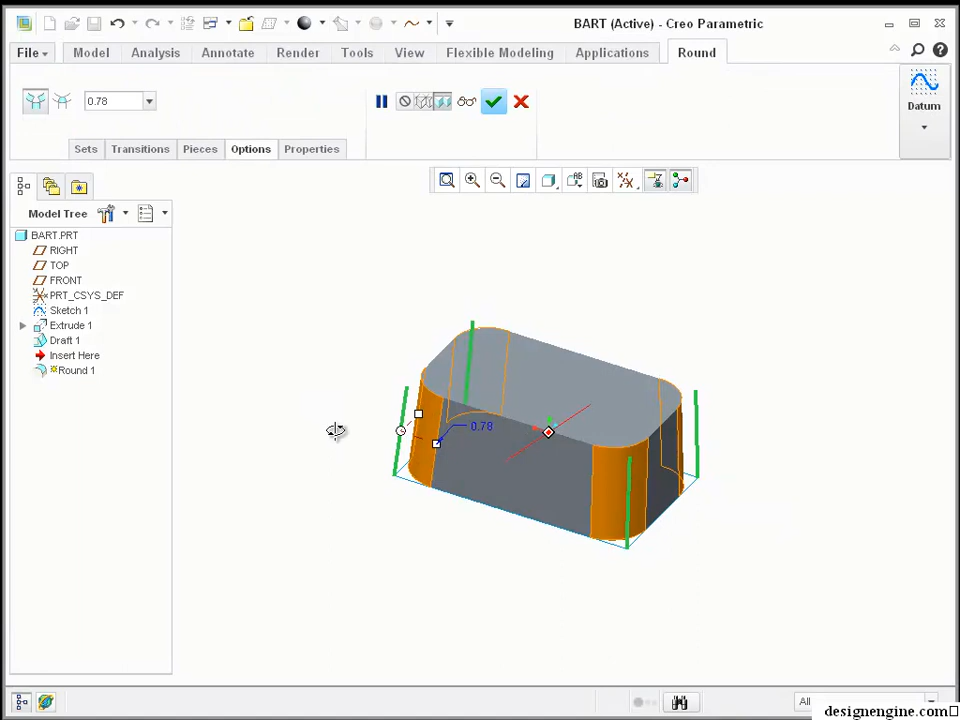 BART (Active) - Creo Parametric
File Model Analysis Annotate Render Tools View Flexible Modeling Applications Round
0.78
Datum
Sets Transitions Pieces Options Properties
Model Tree
BART.PRT
RIGHT
TOP
FRONT
PRT_CSYS_DEF
Sketch 1
Extrude 1
Draft 1
Insert Here
Round 1
0.78
All
designengine.com